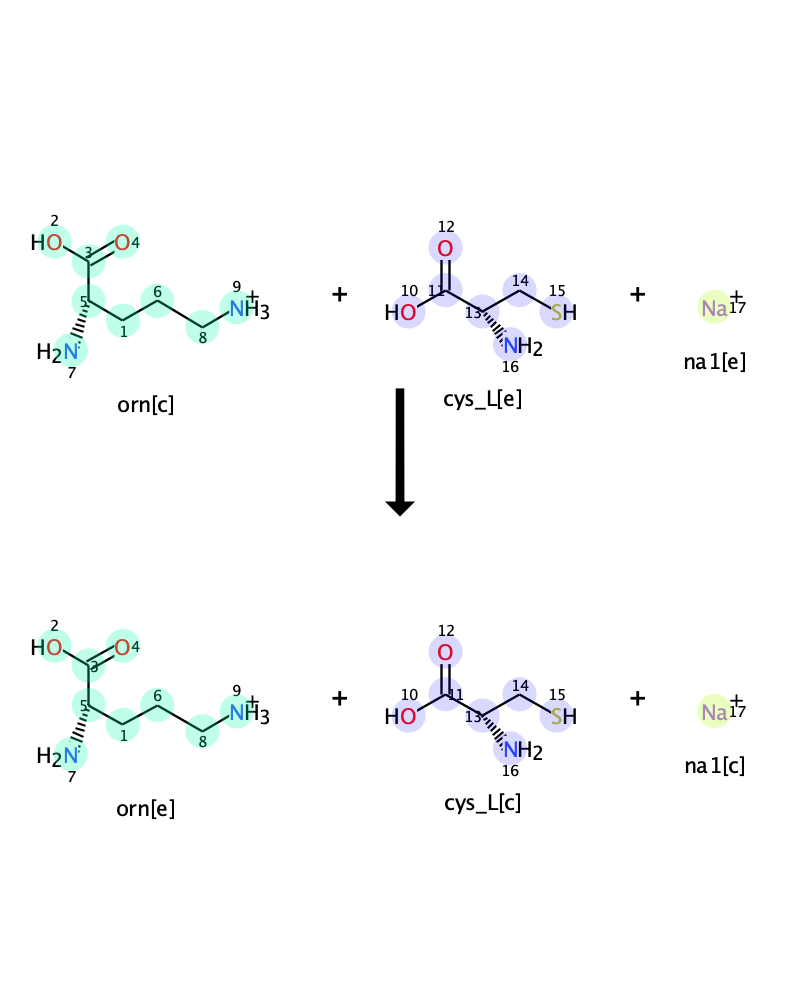 2 12
HO 3 O4 O
9 10 11 14 15
5 6 NH3+ + HO 13 SH + Na+17
1 8 NH2
H2N 16 na1[e]
7
orn[c] cys_L[e]
2 12
HO 3 O4 O
9 10 11 14 15
5 6 NH3+ + HO 13 SH + Na+17
1 8 NH2
H2N 16 na1[c]
7
orn[e] cys_L[c]